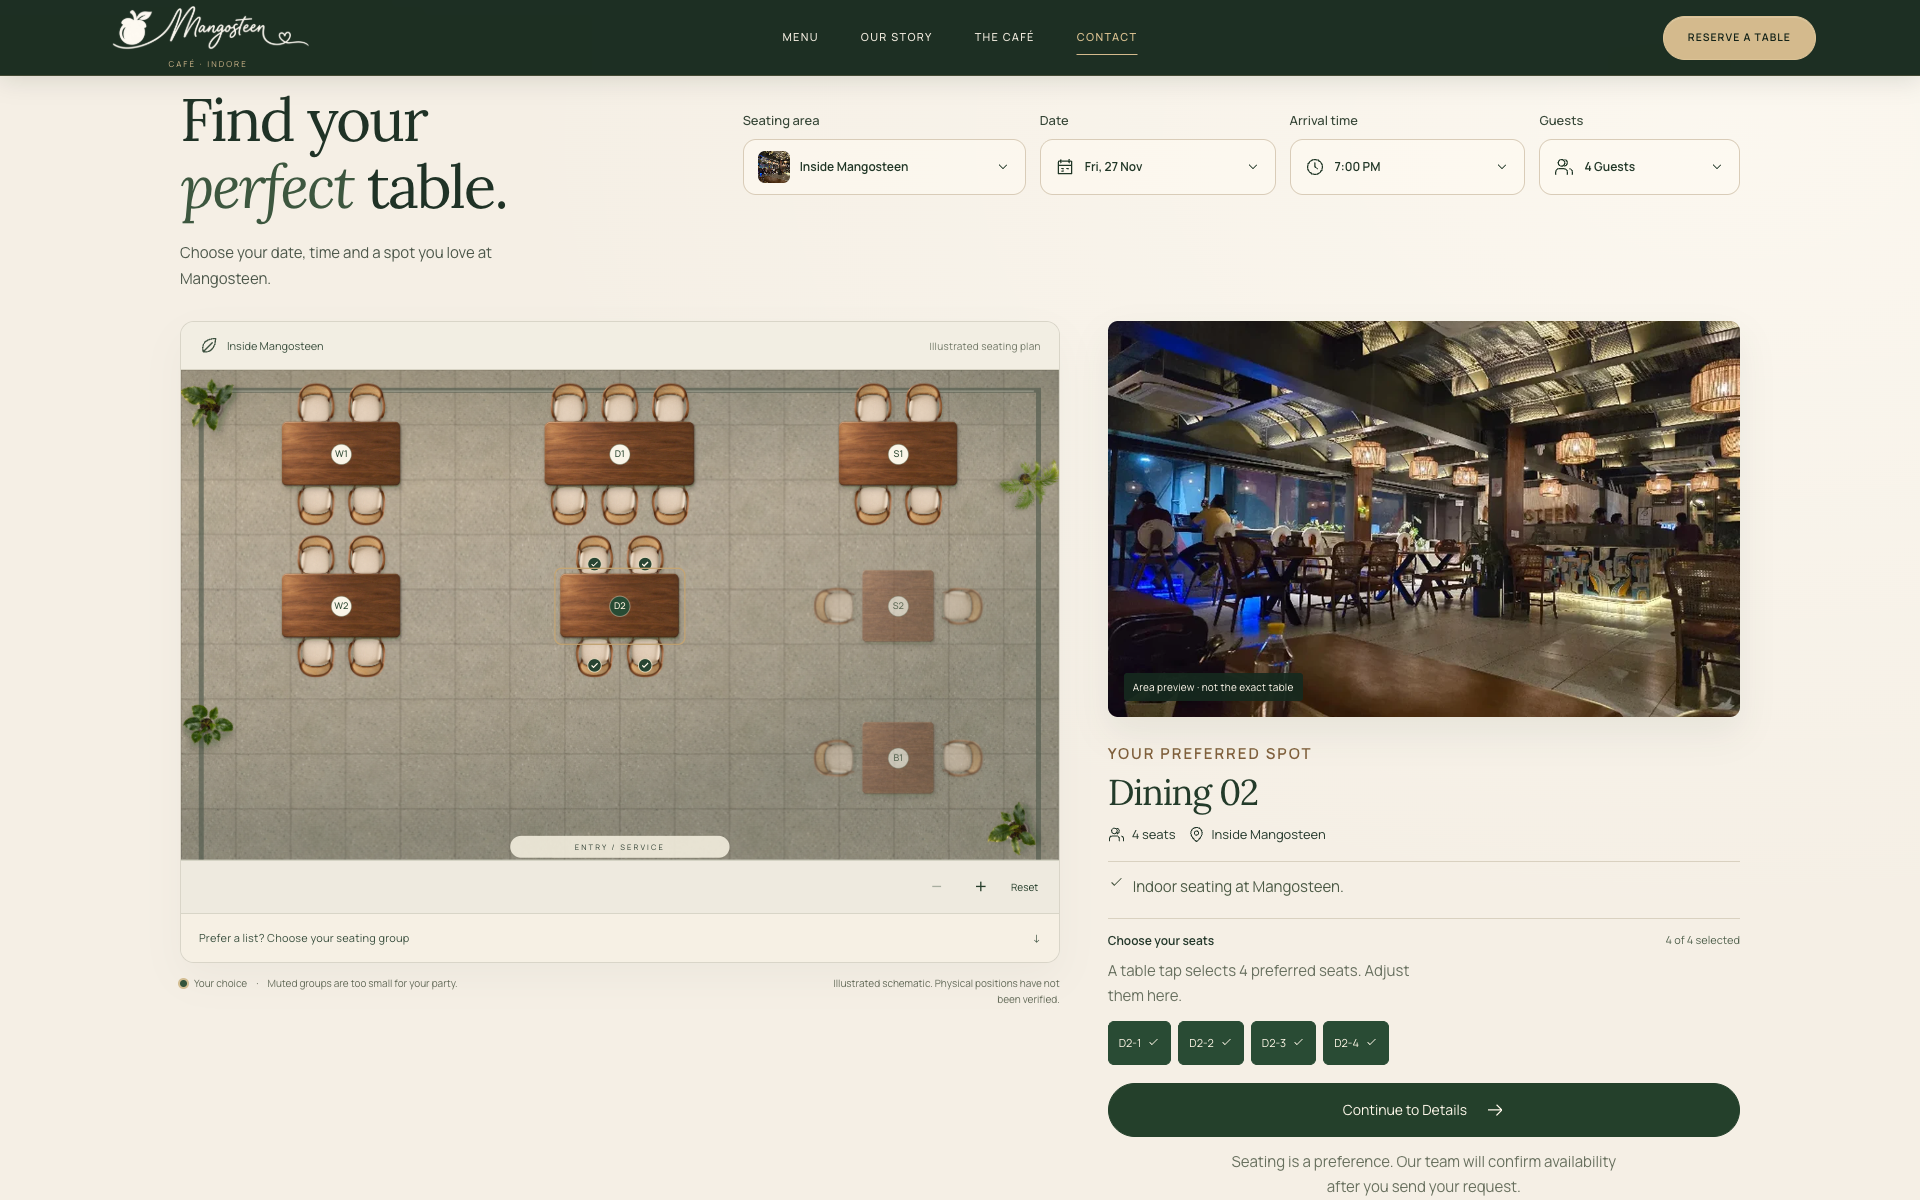 Mangosteen
CAFÉ · INDORE
MENU
OUR STORY
THE CAFÉ
CONTACT
RESERVE A TABLE
Find your
perfect table.
Choose your date, time and a spot you love at
Mangosteen.
Seating area
Date
Arrival time
Guests
Inside Mangosteen
Fri, 27 Nov
7:00 PM
4 Guests
Inside Mangosteen
Illustrated seating plan
W1
D1
S1
W2
D2
S2
B1
ENTRY / SERVICE
Reset
Prefer a list? Choose your seating group
Your choice · Muted groups are too small for your party.
Illustrated schematic. Physical positions have not
been verified.
Area preview · not the exact table
YOUR PREFERRED SPOT
Dining 02
4 seats
Inside Mangosteen
Indoor seating at Mangosteen.
Choose your seats
4 of 4 selected
A table tap selects 4 preferred seats. Adjust
them here.
D2-1
D2-2
D2-3
D2-4
Continue to Details
Seating is a preference. Our team will confirm availability
after you send your request.